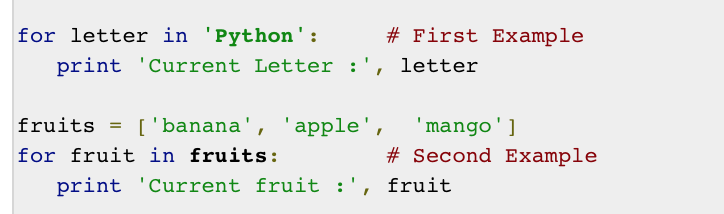 for letter in 'Python':     # First Example
   print 'Current Letter :', letter

fruits = ['banana', 'apple',  'mango']
for fruit in fruits:        # Second Example
   print 'Current fruit :', fruit